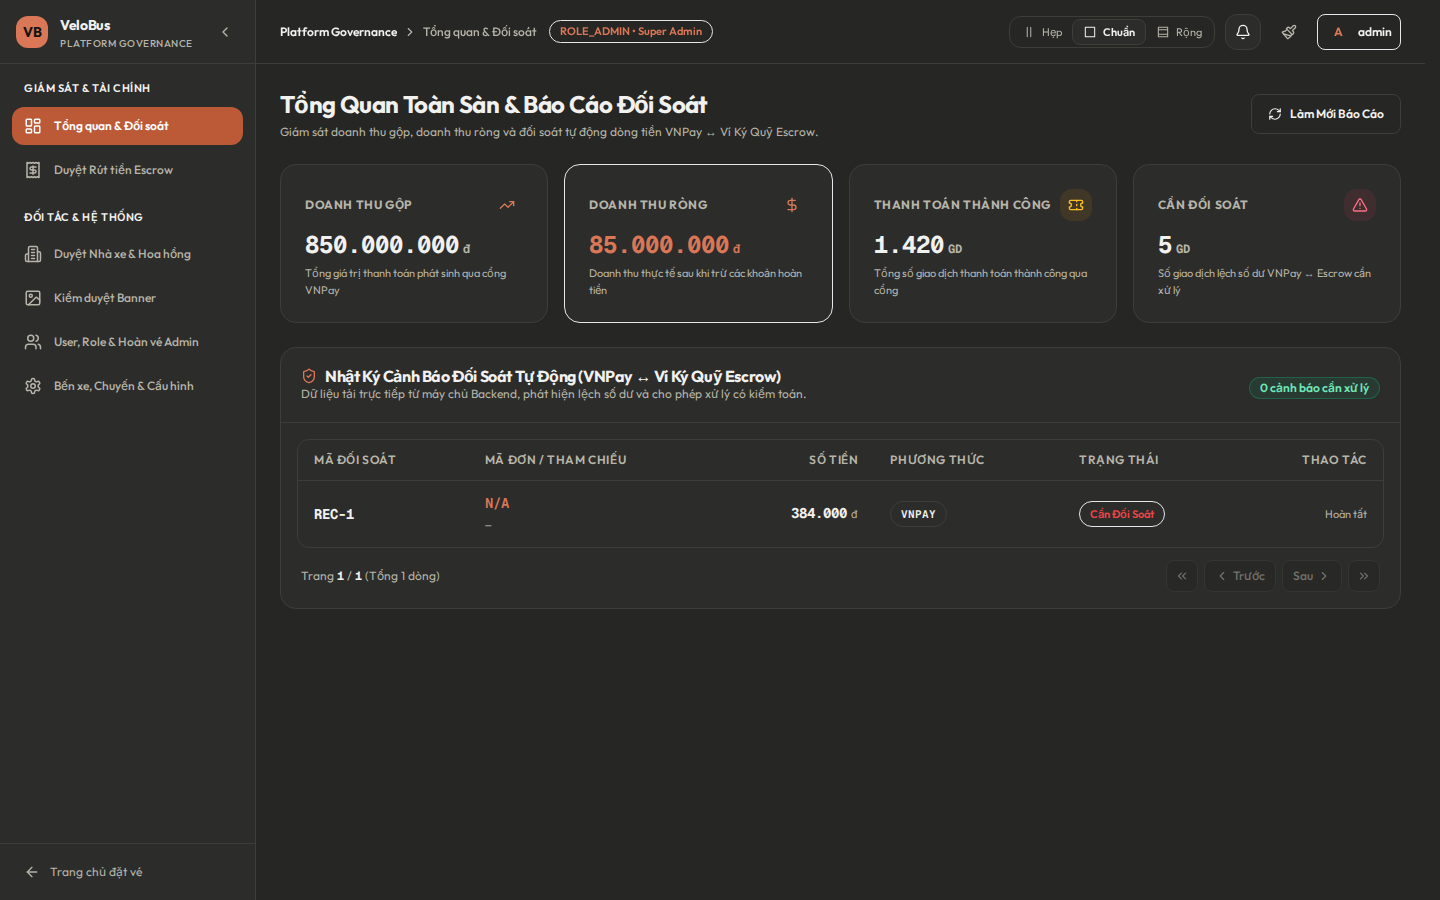 VB
VeloBus
PLATFORM GOVERNANCE
GIÁM SÁT & TÀI CHÍNH
Tổng quan & Đối soát
Duyệt Rút tiền Escrow
ĐỐI TÁC & HỆ THỐNG
Duyệt Nhà xe & Hoa hồng
Kiểm duyệt Banner
User, Role & Hoàn vé Admin
Bến xe, Chuyến & Cấu hình
Trang chủ đặt vé
Platform Governance > Tổng quan & Đối soát
ROLE_ADMIN • Super Admin
Hẹp
Chuẩn
Rộng
A
admin
Tổng Quan Toàn Sàn & Báo Cáo Đối Soát
Giám sát doanh thu gộp, doanh thu ròng và đối soát tự động dòng tiền VNPay ↔ Ví Ký Quỹ Escrow.
Làm Mới Báo Cáo
DOANH THU GỘP
850.000.000 đ
Tổng giá trị thanh toán phát sinh qua cổng
VNPay
DOANH THU RÒNG
85.000.000 đ
Doanh thu thực tế sau khi trừ các khoản hoàn
tiền
THANH TOÁN THÀNH CÔNG
1.420 GD
Tổng số giao dịch thanh toán thành công qua
cổng
CẦN ĐỐI SOÁT
5 GD
Số giao dịch lệch số dư VNPay ↔ Escrow cần
xử lý
Nhật Ký Cảnh Báo Đối Soát Tự Động (VNPay ↔ Ví Ký Quỹ Escrow)
Dữ liệu tải trực tiếp từ máy chủ Backend, phát hiện lệch số dư và cho phép xử lý có kiểm toán.
0 cảnh báo cần xử lý
MÃ ĐỐI SOÁT
MÃ ĐƠN / THAM CHIẾU
SỐ TIỀN
PHƯƠNG THỨC
TRẠNG THÁI
THAO TÁC
REC-1
N/A
—
384.000 đ
VNPAY
Cần Đối Soát
Hoàn tất
Trang 1 / 1 (Tổng 1 dòng)
« 
‹ Trước
Sau ›
»